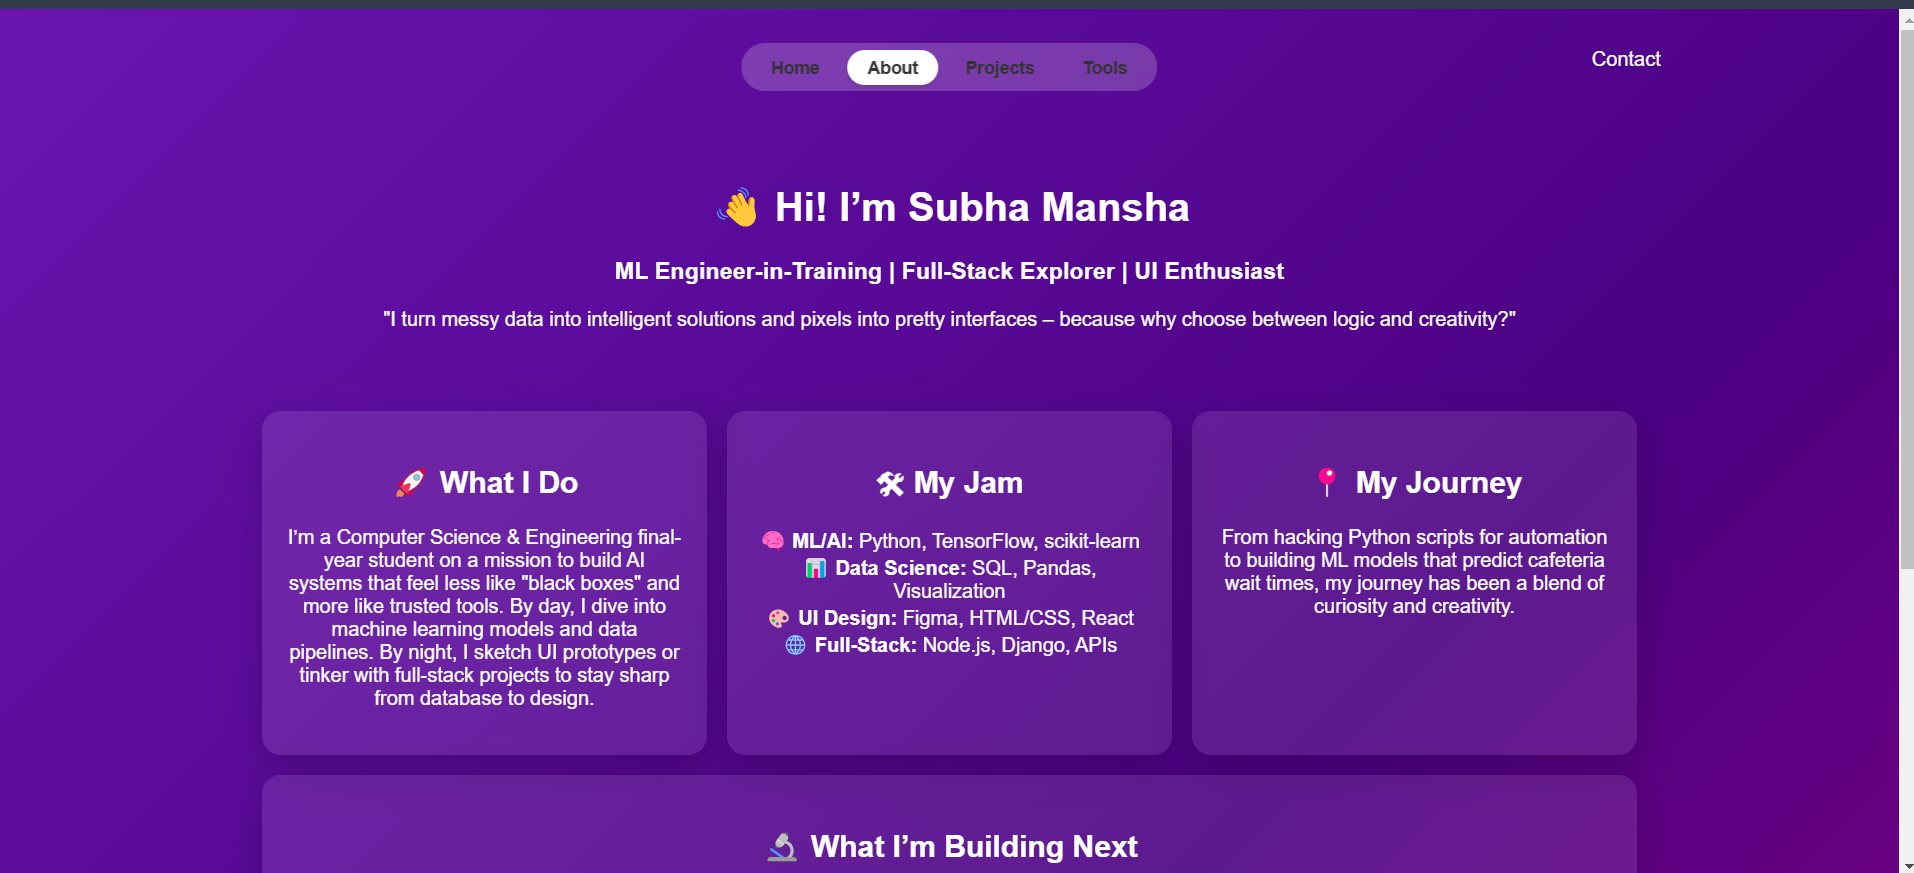 Home About Projects Tools
Contact
👋 Hi! I’m Subha Mansha
ML Engineer-in-Training | Full-Stack Explorer | UI Enthusiast
"I turn messy data into intelligent solutions and pixels into pretty interfaces – because why choose between logic and creativity?"
🚀 What I Do
I’m a Computer Science & Engineering final-
year student on a mission to build AI
systems that feel less like "black boxes" and
more like trusted tools. By day, I dive into
machine learning models and data
pipelines. By night, I sketch UI prototypes or
tinker with full-stack projects to stay sharp
from database to design.
🛠 My Jam
🧠 ML/AI: Python, TensorFlow, scikit-learn
📊 Data Science: SQL, Pandas,
Visualization
🎨 UI Design: Figma, HTML/CSS, React
🌐 Full-Stack: Node.js, Django, APIs
📍 My Journey
From hacking Python scripts for automation
to building ML models that predict cafeteria
wait times, my journey has been a blend of
curiosity and creativity.
🔬 What I’m Building Next